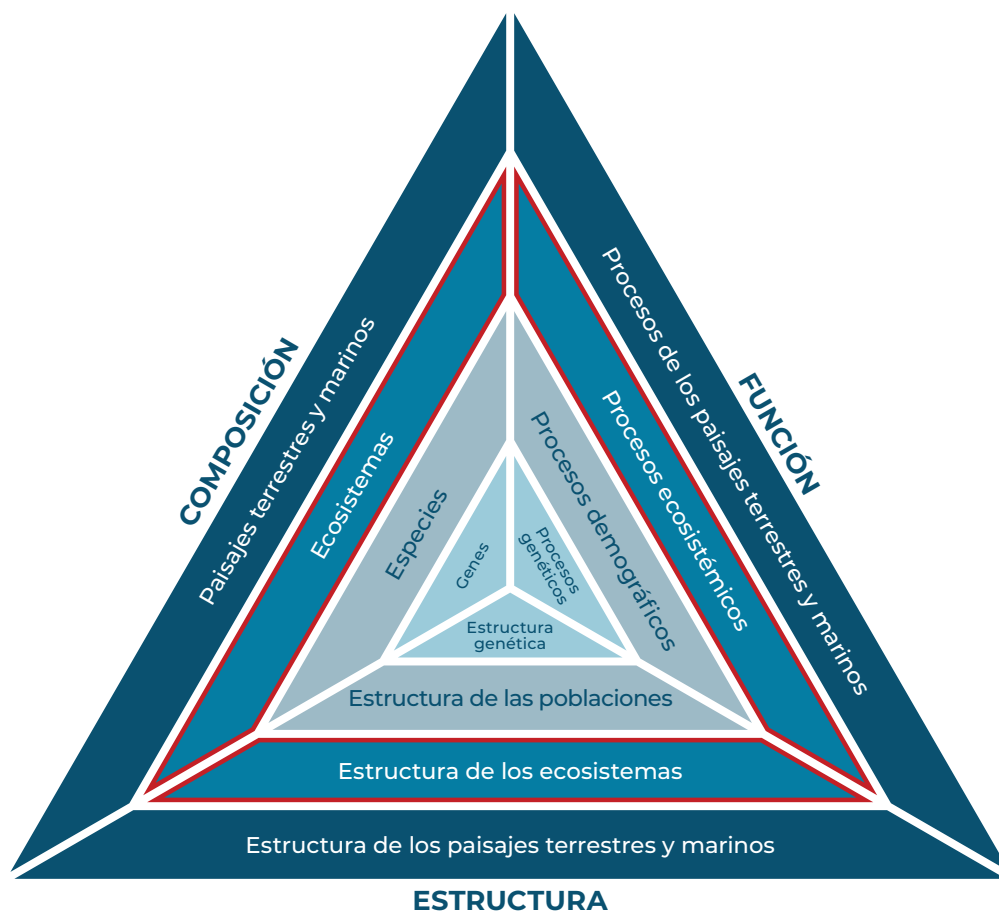 COMPOSICIÓN
Paisajes terrestres y marinos
Ecosistemas
Especies
Genes
FUNCIÓN
Procesos de los paisajes terrestres y marinos
Procesos ecosistémicos
Procesos demográficos
Procesos
genéticos
Estructura
genética
Estructura de las poblaciones
Estructura de los ecosistemas
Estructura de los paisajes terrestres y marinos
ESTRUCTURA